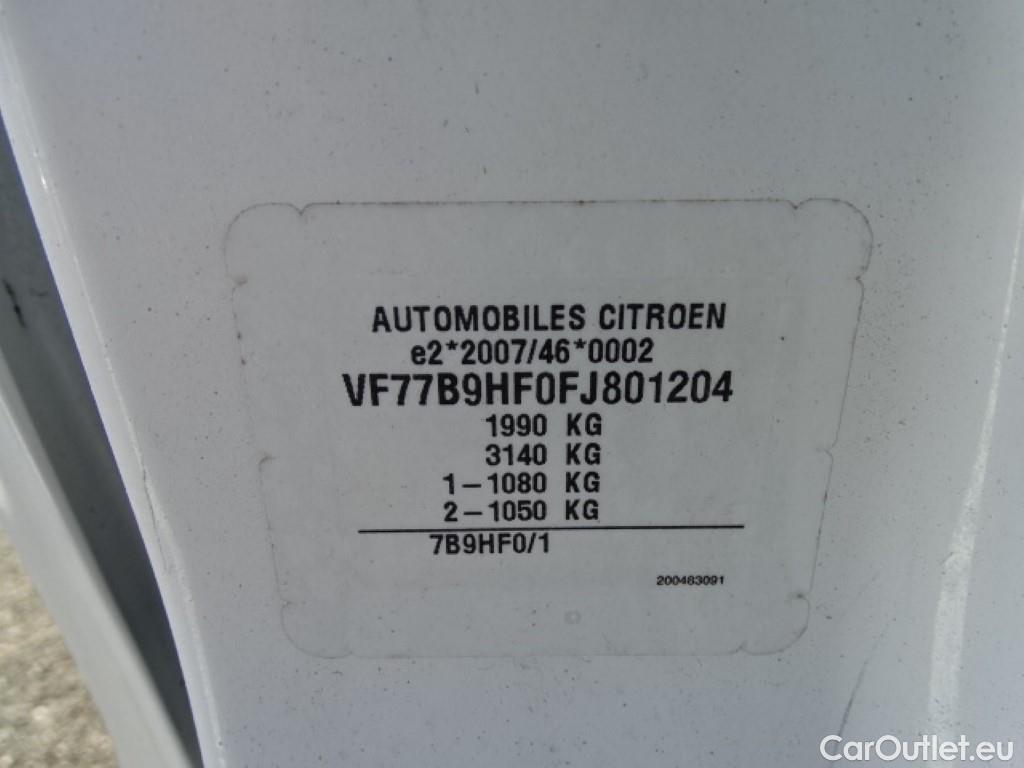 AUTOMOBILES CITROEN
e2*2007/46*0002
VF77B9HF0FJ801204
1990 KG
3140 KG
1-1080 KG
2-1050 KG
7B9HF0/1
200483091
CarOutlet.eu